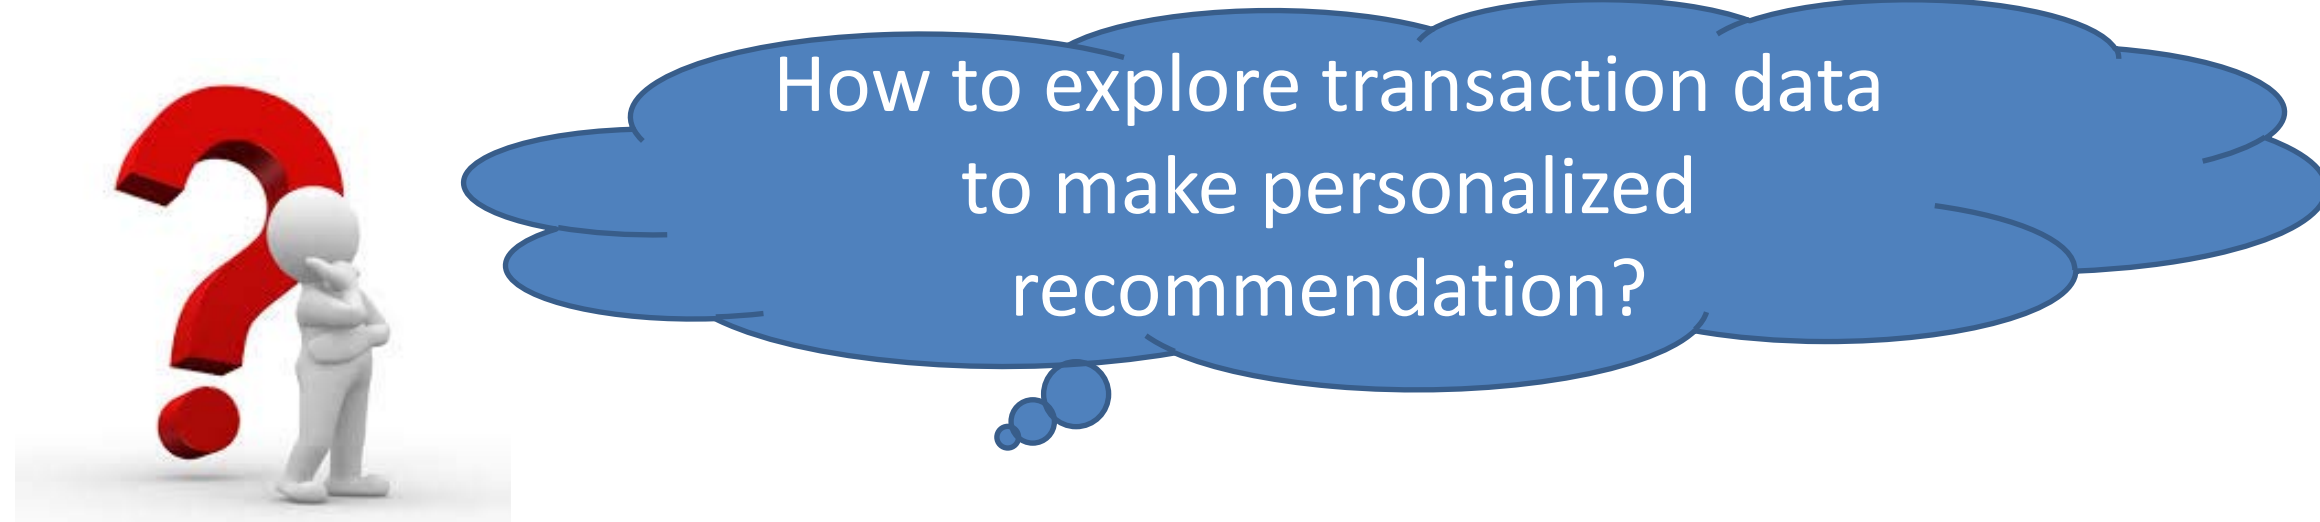 How to explore transaction data
to make personalized
recommendation?